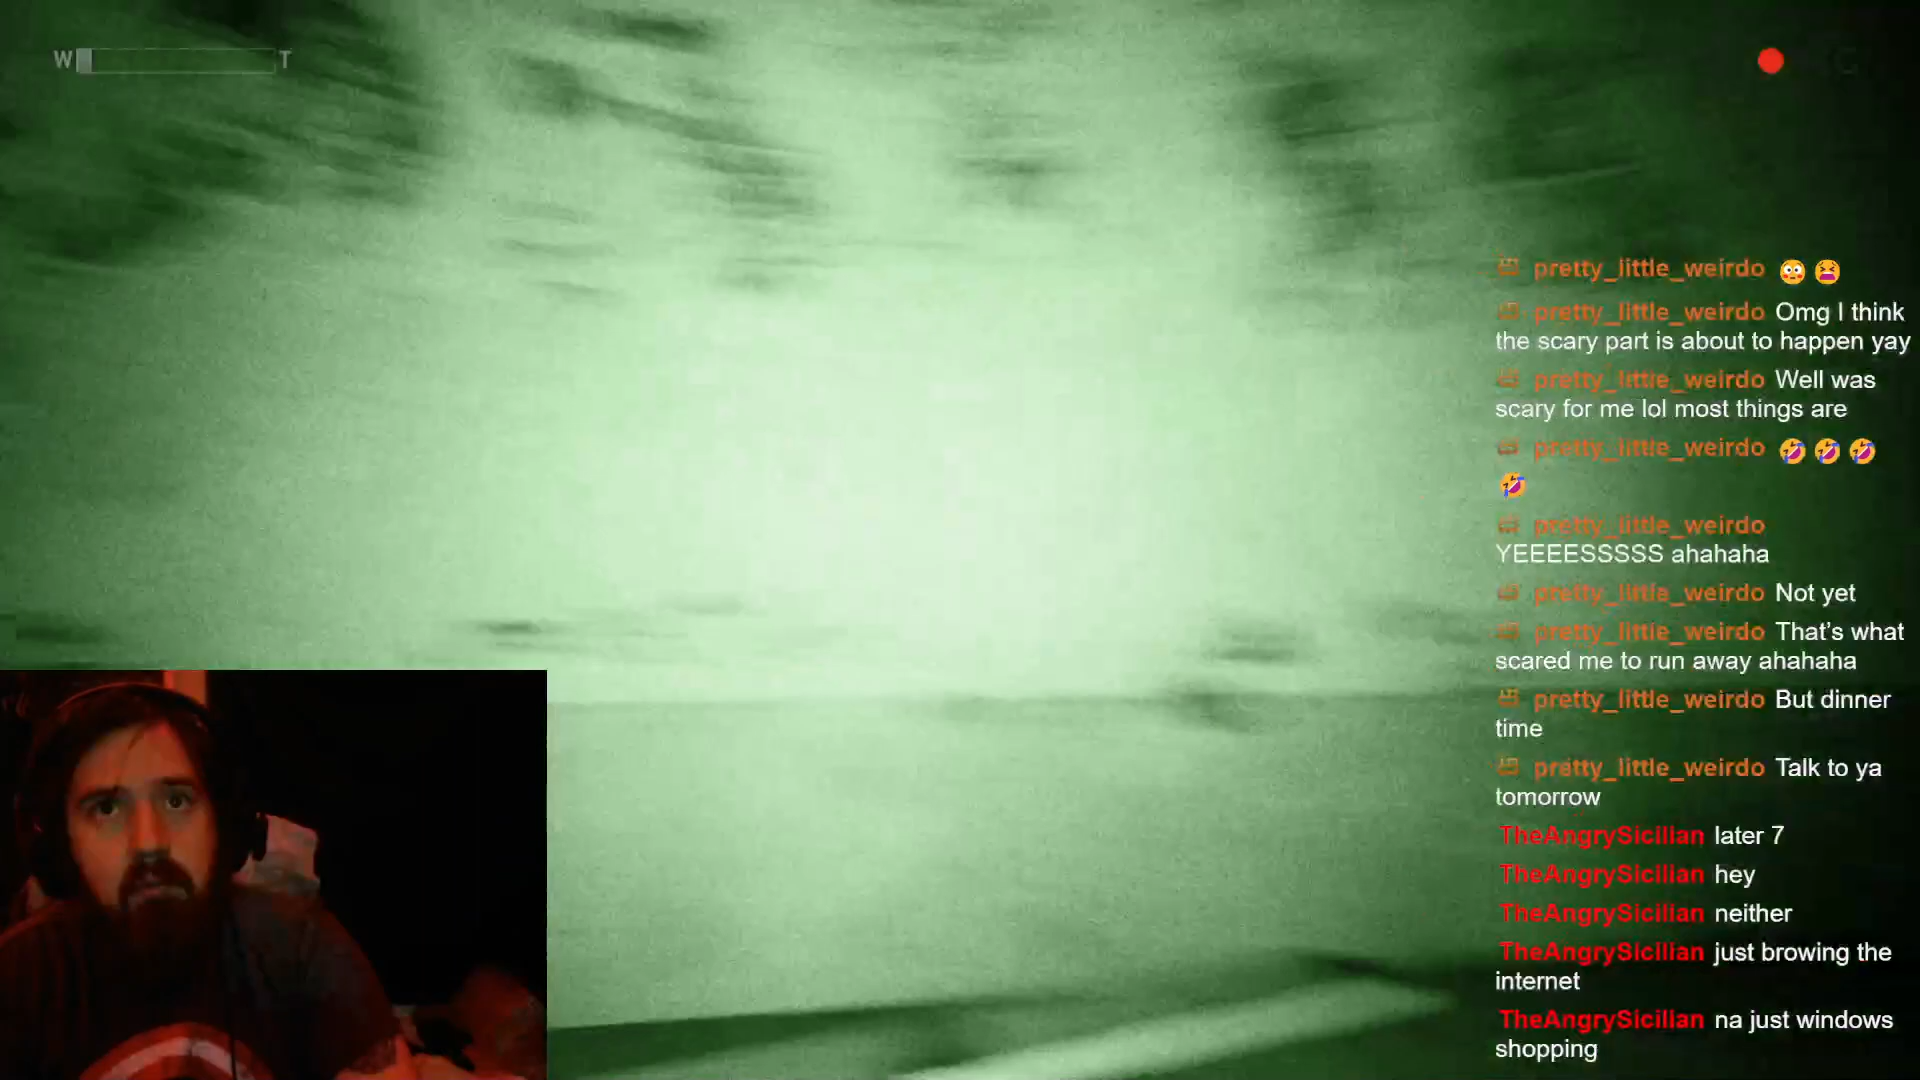 W T
pretty_little_weirdo 😳 😫
pretty_little_weirdo Omg I think
the scary part is about to happen yay
pretty_little_weirdo Well was
scary for me lol most things are
pretty_little_weirdo 🤣 🤣 🤣
🤣
pretty_little_weirdo
YEEEESSSSS ahahaha
pretty_little_weirdo Not yet
pretty_little_weirdo That’s what
scared me to run away ahahaha
pretty_little_weirdo But dinner
time
pretty_little_weirdo Talk to ya
tomorrow
TheAngrySicilian later 7
TheAngrySicilian hey
TheAngrySicilian neither
TheAngrySicilian just browing the
internet
TheAngrySicilian na just windows
shopping